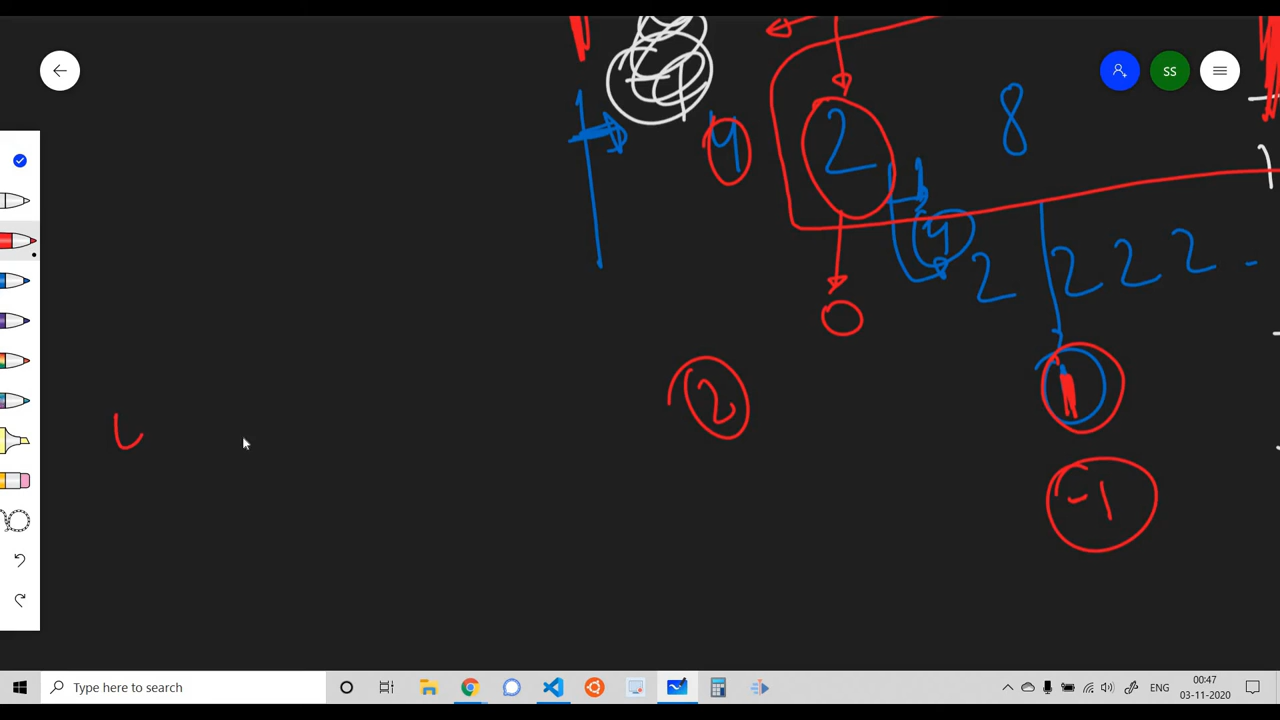 SS
4 2 8
4 2 2 2 2 -
2
-1
Type here to search
ENG
00:47
03-11-2020